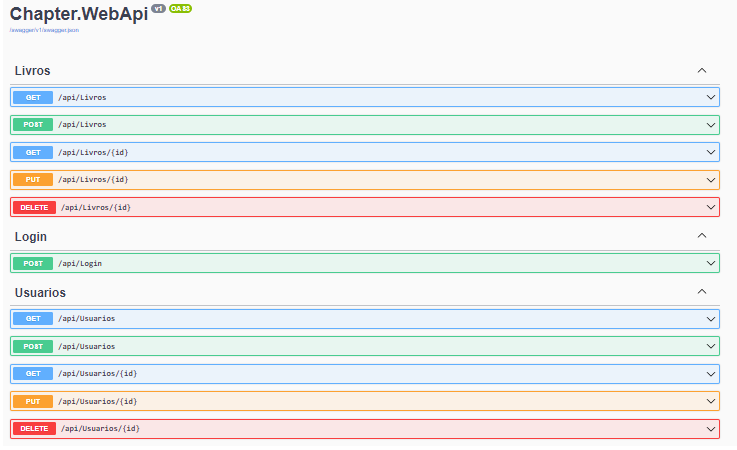 Chapter.WebApi v1 OAS3
/swagger/v1/swagger.json
Livros
GET /api/Livros
POST /api/Livros
GET /api/Livros/{id}
PUT /api/Livros/{id}
DELETE /api/Livros/{id}
Login
POST /api/Login
Usuarios
GET /api/Usuarios
POST /api/Usuarios
GET /api/Usuarios/{id}
PUT /api/Usuarios/{id}
DELETE /api/Usuarios/{id}